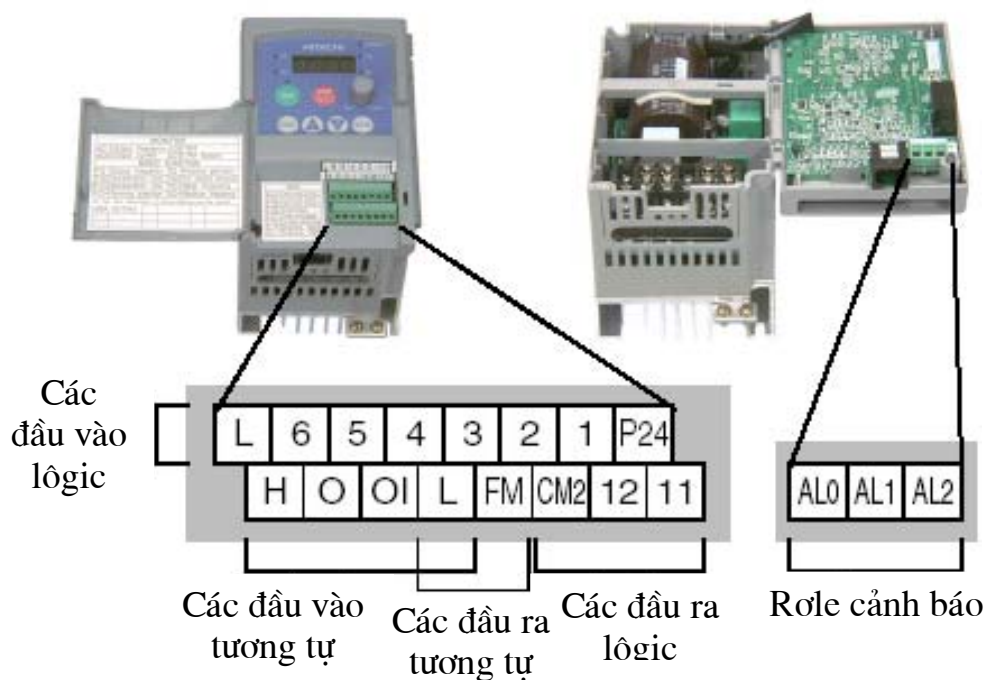 HITACHI
Các
đầu vào
lôgic
L 6 5 4 3 2 1 P24
H O OI L FM CM2 12 11
AL0 AL1 AL2
Các đầu vào
tương tự
Các đầu ra
tương tự
Các đầu ra
lôgic
Rơle cảnh báo